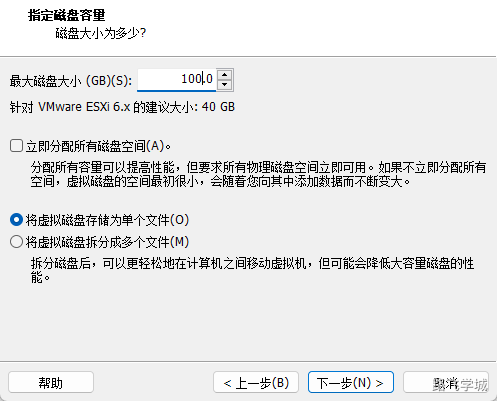 指定磁盘容量
磁盘大小为多少?
最大磁盘大小 (GB)(S): 100.0
针对 VMware ESXi 6.x 的建议大小: 40 GB
立即分配所有磁盘空间(A)。
分配所有容量可以提高性能，但要求所有物理磁盘空间立即可用。如果不立即分配所有
空间，虚拟磁盘的空间最初很小，会随着您向其中添加数据而不断变大。
将虚拟磁盘存储为单个文件(O)
将虚拟磁盘拆分成多个文件(M)
拆分磁盘后，可以更轻松地在计算机之间移动虚拟机，但可能会降低大容量磁盘的性
能。
帮助 < 上一步(B) 下一步(N) > 取消
学城